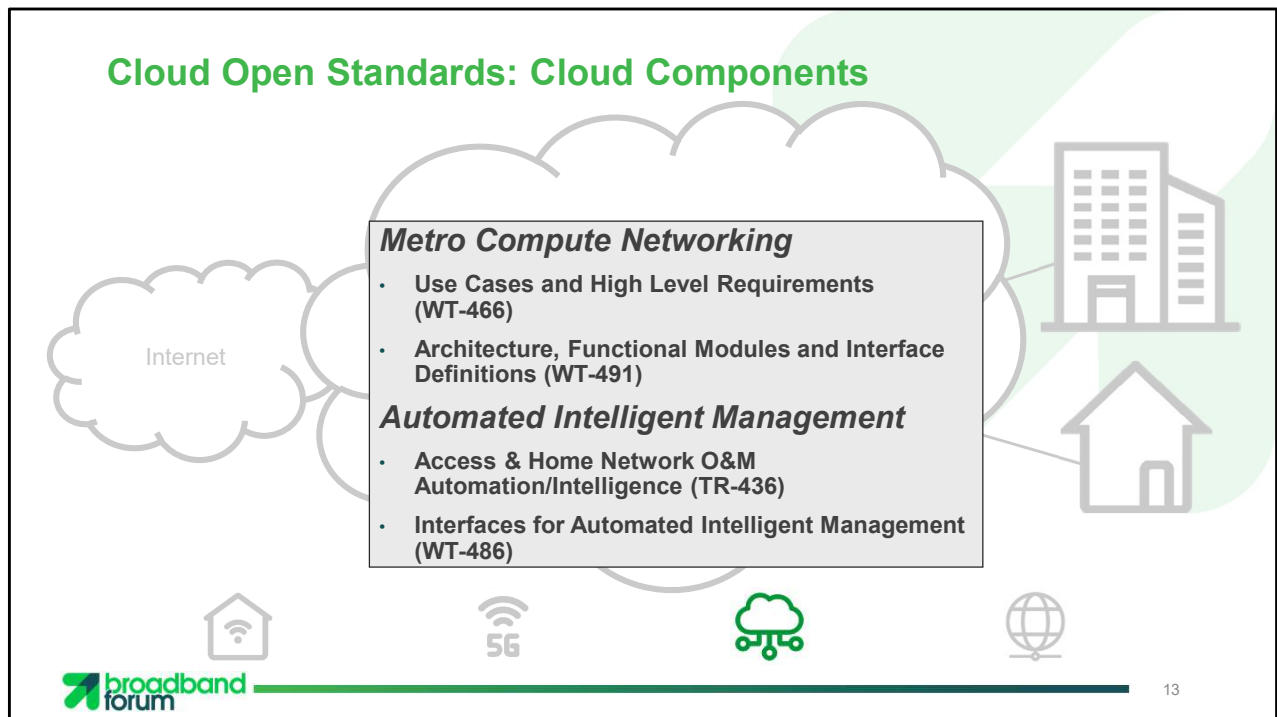 Cloud Open Standards: Cloud Components
Internet
Metro Compute Networking
• Use Cases and High Level Requirements
(WT-466)
• Architecture, Functional Modules and Interface
Definitions (WT-491)
Automated Intelligent Management
• Access & Home Network O&M
Automation/Intelligence (TR-436)
• Interfaces for Automated Intelligent Management
(WT-486)
5G
broadband
forum
13